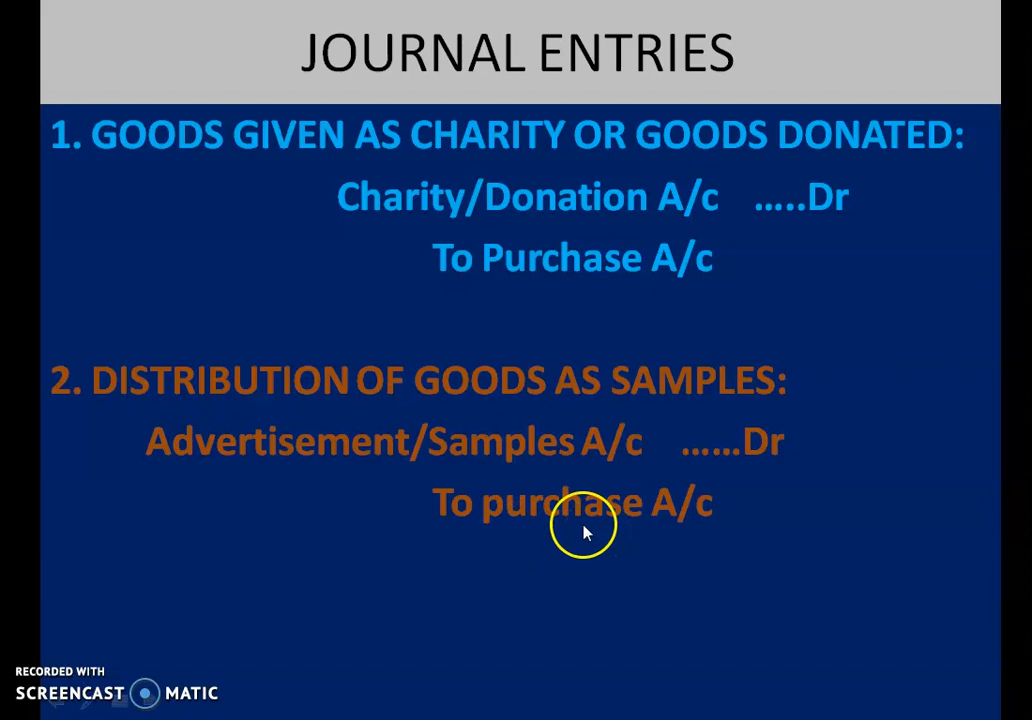 JOURNAL ENTRIES
1. GOODS GIVEN AS CHARITY OR GOODS DONATED:
Charity/Donation A/c …..Dr
To Purchase A/c
2. DISTRIBUTION OF GOODS AS SAMPLES:
Advertisement/Samples A/c ……Dr
To purchase A/c
RECORDED WITH
SCREENCAST MATIC